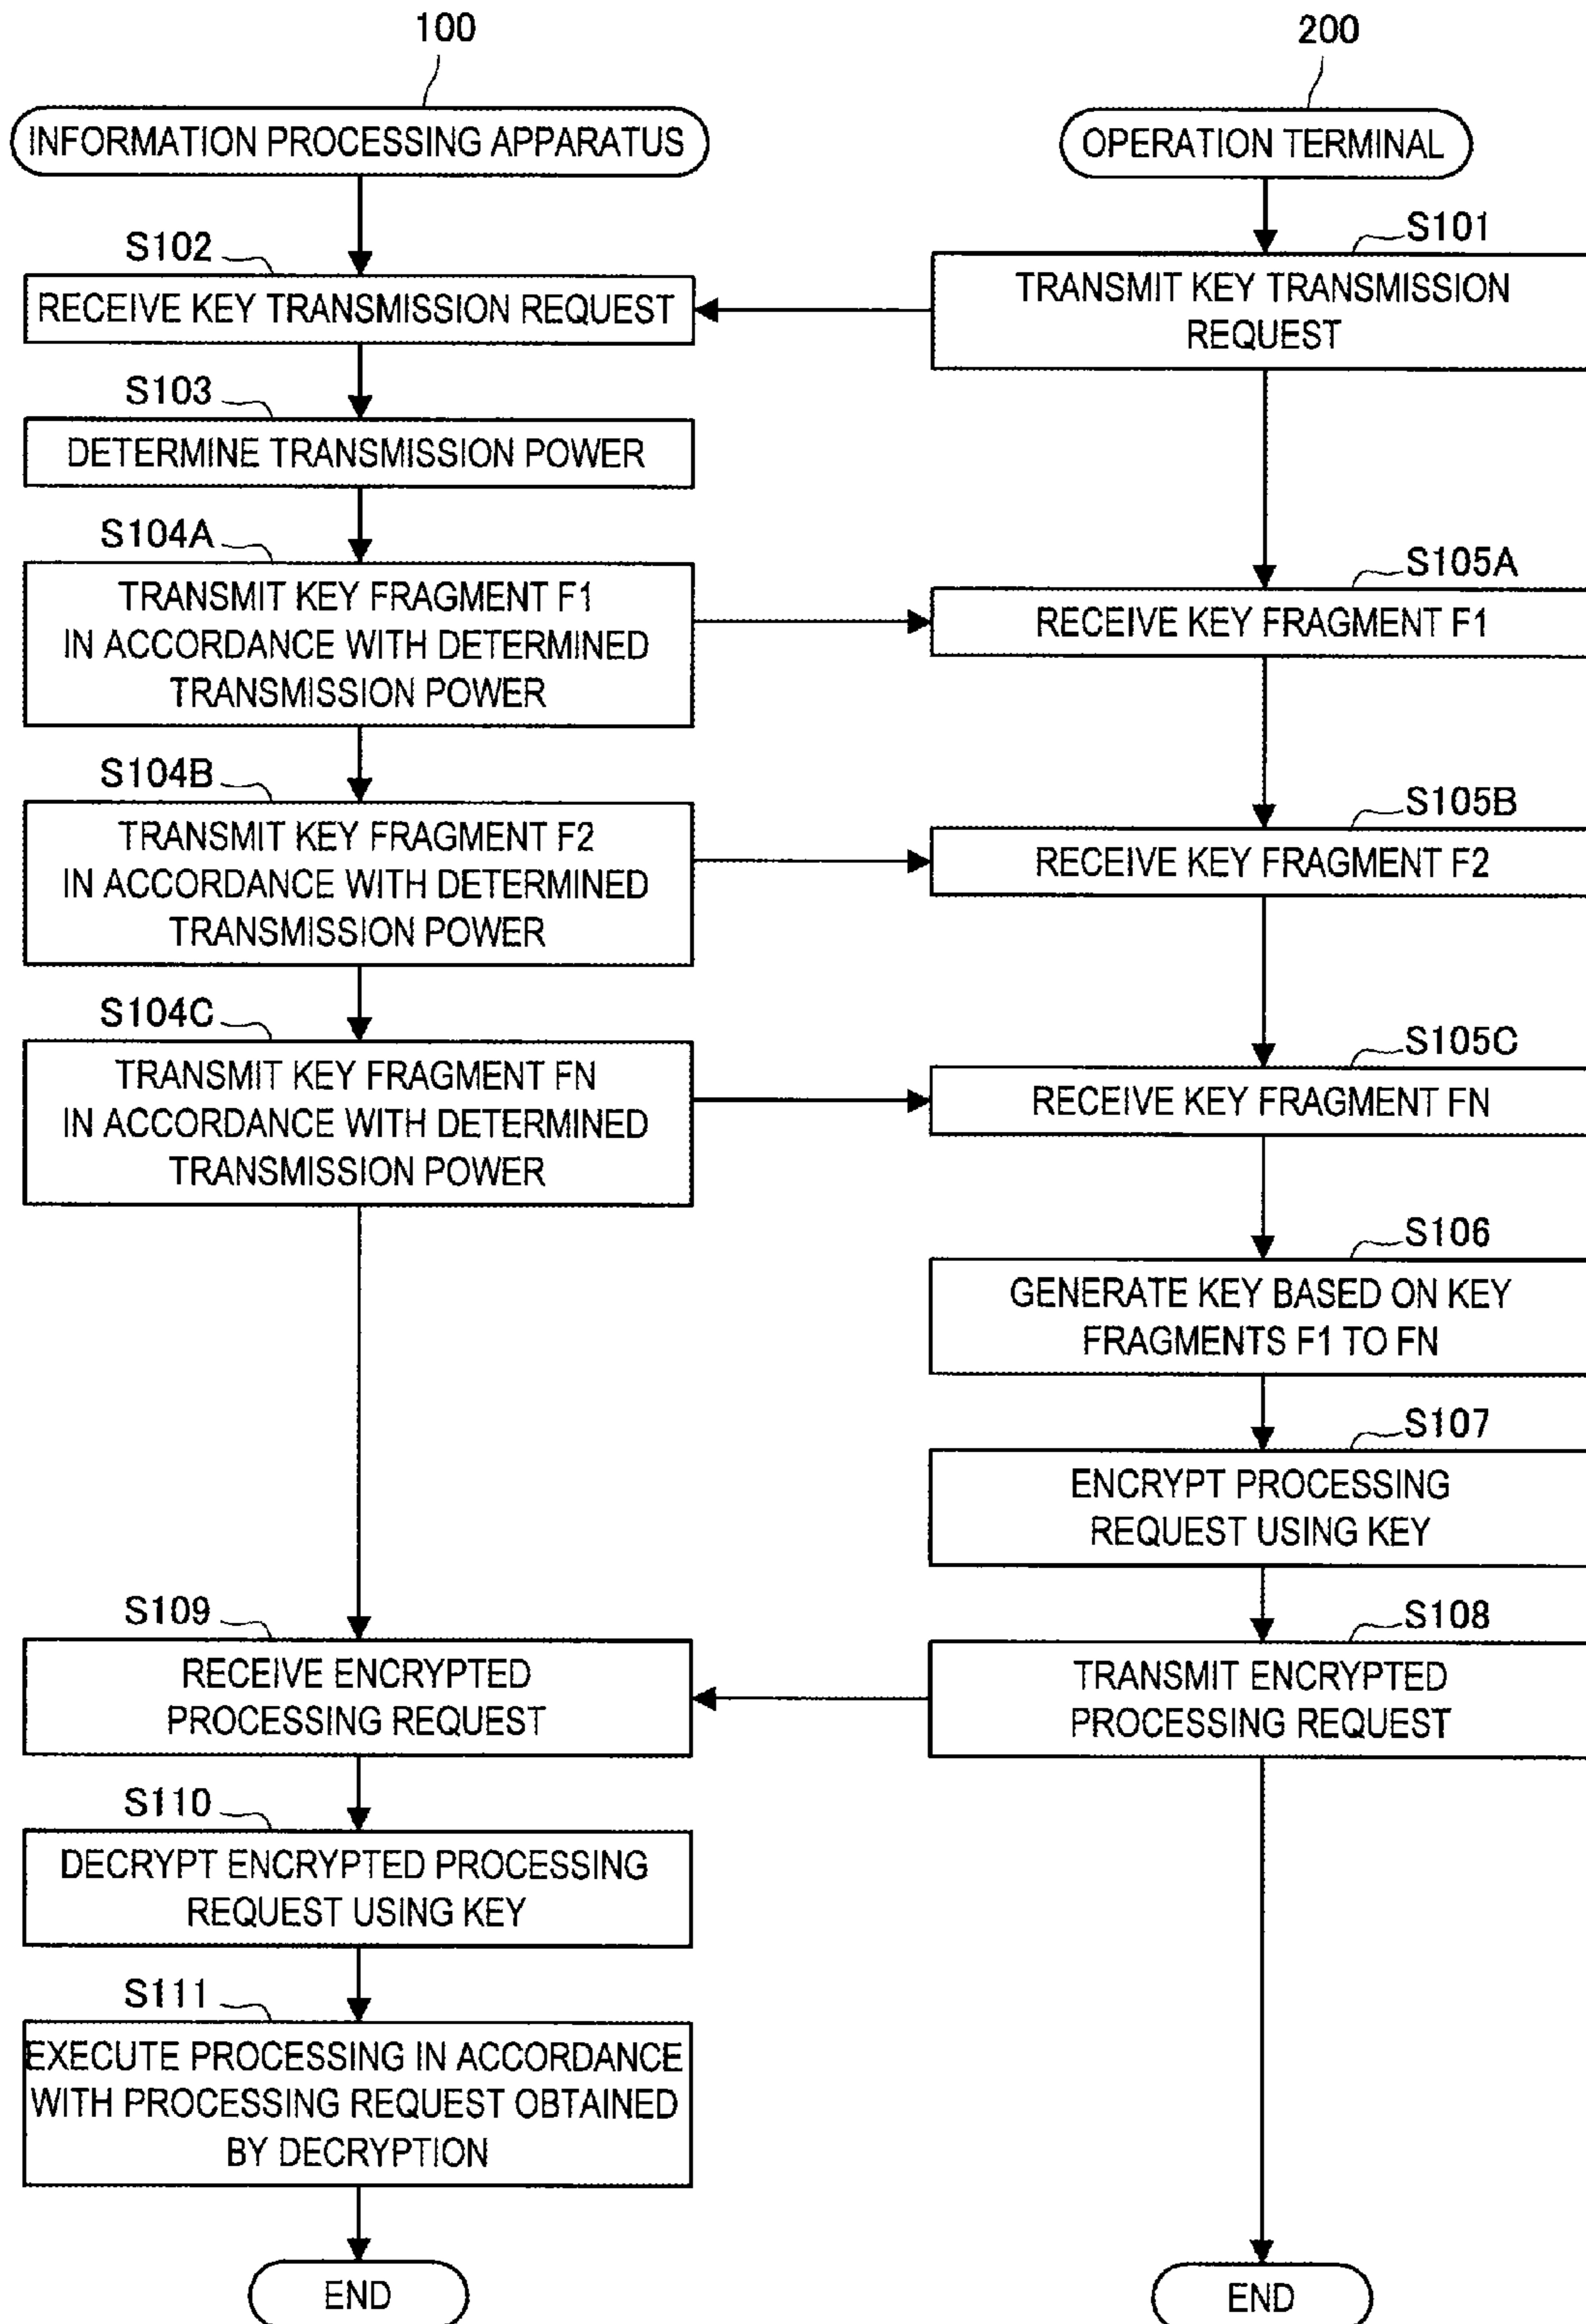 100
200
INFORMATION PROCESSING APPARATUS
OPERATION TERMINAL
S101
TRANSMIT KEY TRANSMISSION
REQUEST
S102
RECEIVE KEY TRANSMISSION REQUEST
S103
DETERMINE TRANSMISSION POWER
S104A
TRANSMIT KEY FRAGMENT F1
IN ACCORDANCE WITH DETERMINED
TRANSMISSION POWER
S105A
RECEIVE KEY FRAGMENT F1
S104B
TRANSMIT KEY FRAGMENT F2
IN ACCORDANCE WITH DETERMINED
TRANSMISSION POWER
S105B
RECEIVE KEY FRAGMENT F2
S104C
TRANSMIT KEY FRAGMENT FN
IN ACCORDANCE WITH DETERMINED
TRANSMISSION POWER
S105C
RECEIVE KEY FRAGMENT FN
S106
GENERATE KEY BASED ON KEY
FRAGMENTS F1 TO FN
S107
ENCRYPT PROCESSING
REQUEST USING KEY
S108
TRANSMIT ENCRYPTED
PROCESSING REQUEST
S109
RECEIVE ENCRYPTED
PROCESSING REQUEST
S110
DECRYPT ENCRYPTED PROCESSING
REQUEST USING KEY
S111
EXECUTE PROCESSING IN ACCORDANCE
WITH PROCESSING REQUEST OBTAINED
BY DECRYPTION
END
END